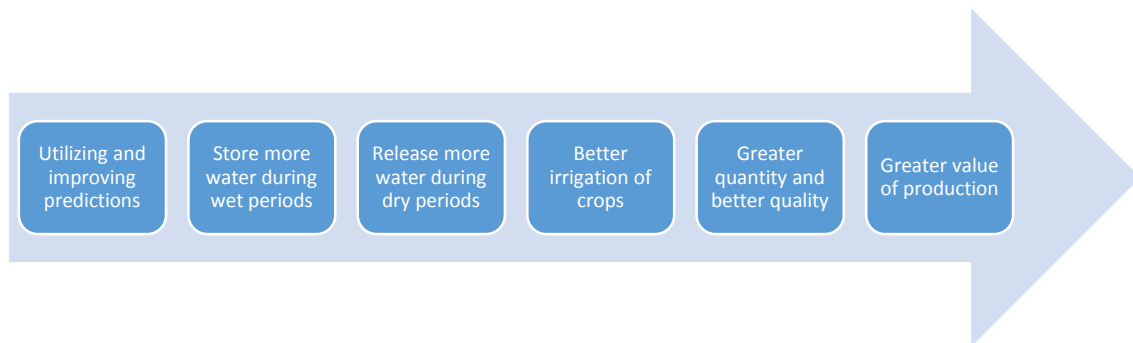 Utilizing and
improving
predictions
Store more
water during
wet periods
Release more
water during
dry periods
Better
irrigation of
crops
Greater
quantity and
better quality
Greater value
of production